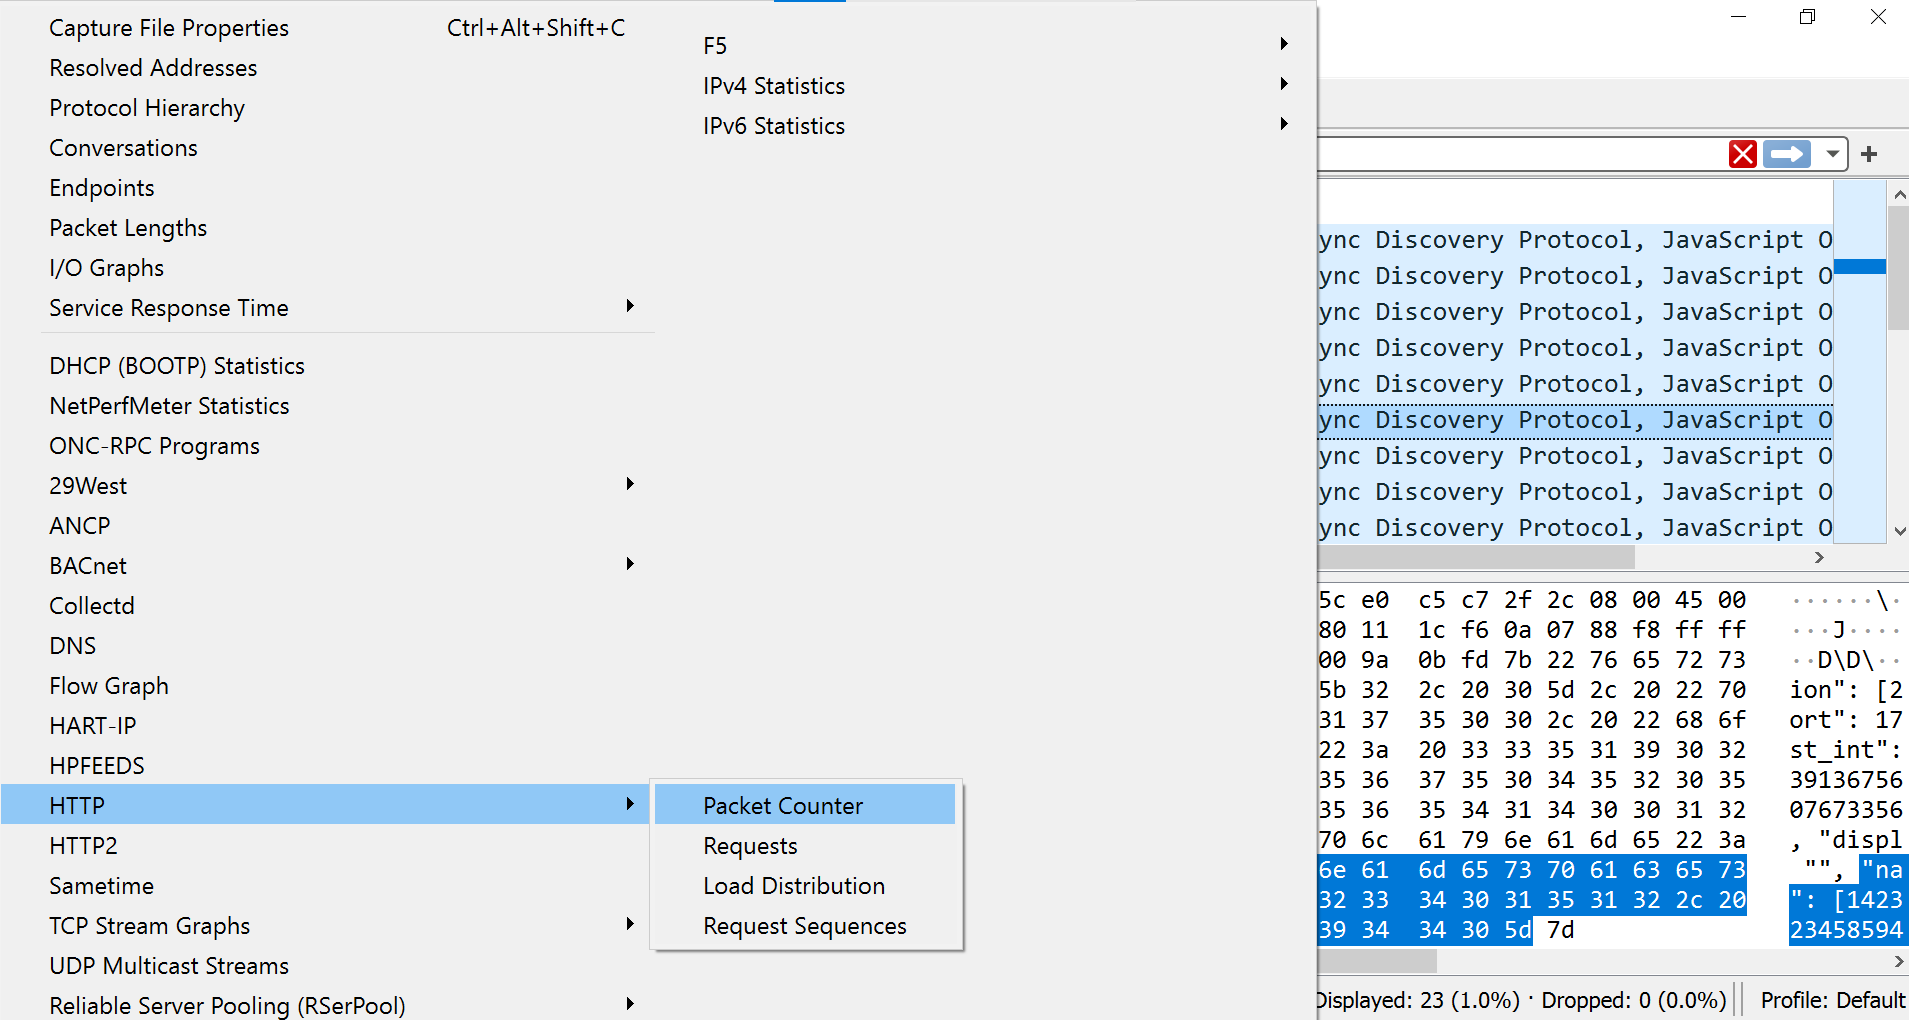 Capture File Properties Ctrl+Alt+Shift+C
Resolved Addresses
Protocol Hierarchy
Conversations
Endpoints
Packet Lengths
I/O Graphs
Service Response Time
DHCP (BOOTP) Statistics
NetPerfMeter Statistics
ONC-RPC Programs
29West
ANCP
BACnet
Collectd
DNS
Flow Graph
HART-IP
HPFEEDS
HTTP
HTTP2
Sametime
TCP Stream Graphs
UDP Multicast Streams
Reliable Server Pooling (RSerPool)
F5
IPv4 Statistics
IPv6 Statistics
Packet Counter
Requests
Load Distribution
Request Sequences
ync Discovery Protocol, JavaScript O
ync Discovery Protocol, JavaScript O
ync Discovery Protocol, JavaScript O
ync Discovery Protocol, JavaScript O
ync Discovery Protocol, JavaScript O
ync Discovery Protocol, JavaScript O
ync Discovery Protocol, JavaScript O
ync Discovery Protocol, JavaScript O
ync Discovery Protocol, JavaScript O
5c e0 c5 c7 2f 2c 08 00 45 00 ······\·
80 11 1c f6 0a 07 88 f8 ff ff ···J····
00 9a 0b fd 7b 22 76 65 72 73 ··D\D\··
5b 32 2c 20 30 5d 2c 20 22 70 ion": [2
31 37 35 30 30 2c 20 22 68 6f ort": 17
22 3a 20 33 33 35 31 39 30 32 st_int":
35 36 37 35 30 34 35 32 30 35 39136756
35 36 35 34 31 34 30 30 31 32 07673356
70 6c 61 79 6e 61 6d 65 22 3a , "displ
6e 61 6d 65 73 70 61 63 65 73 "", "na
32 33 34 30 31 35 31 32 2c 20 ": [1423
39 34 34 30 5d 7d 23458594
Displayed: 23 (1.0%) · Dropped: 0 (0.0%) Profile: Default